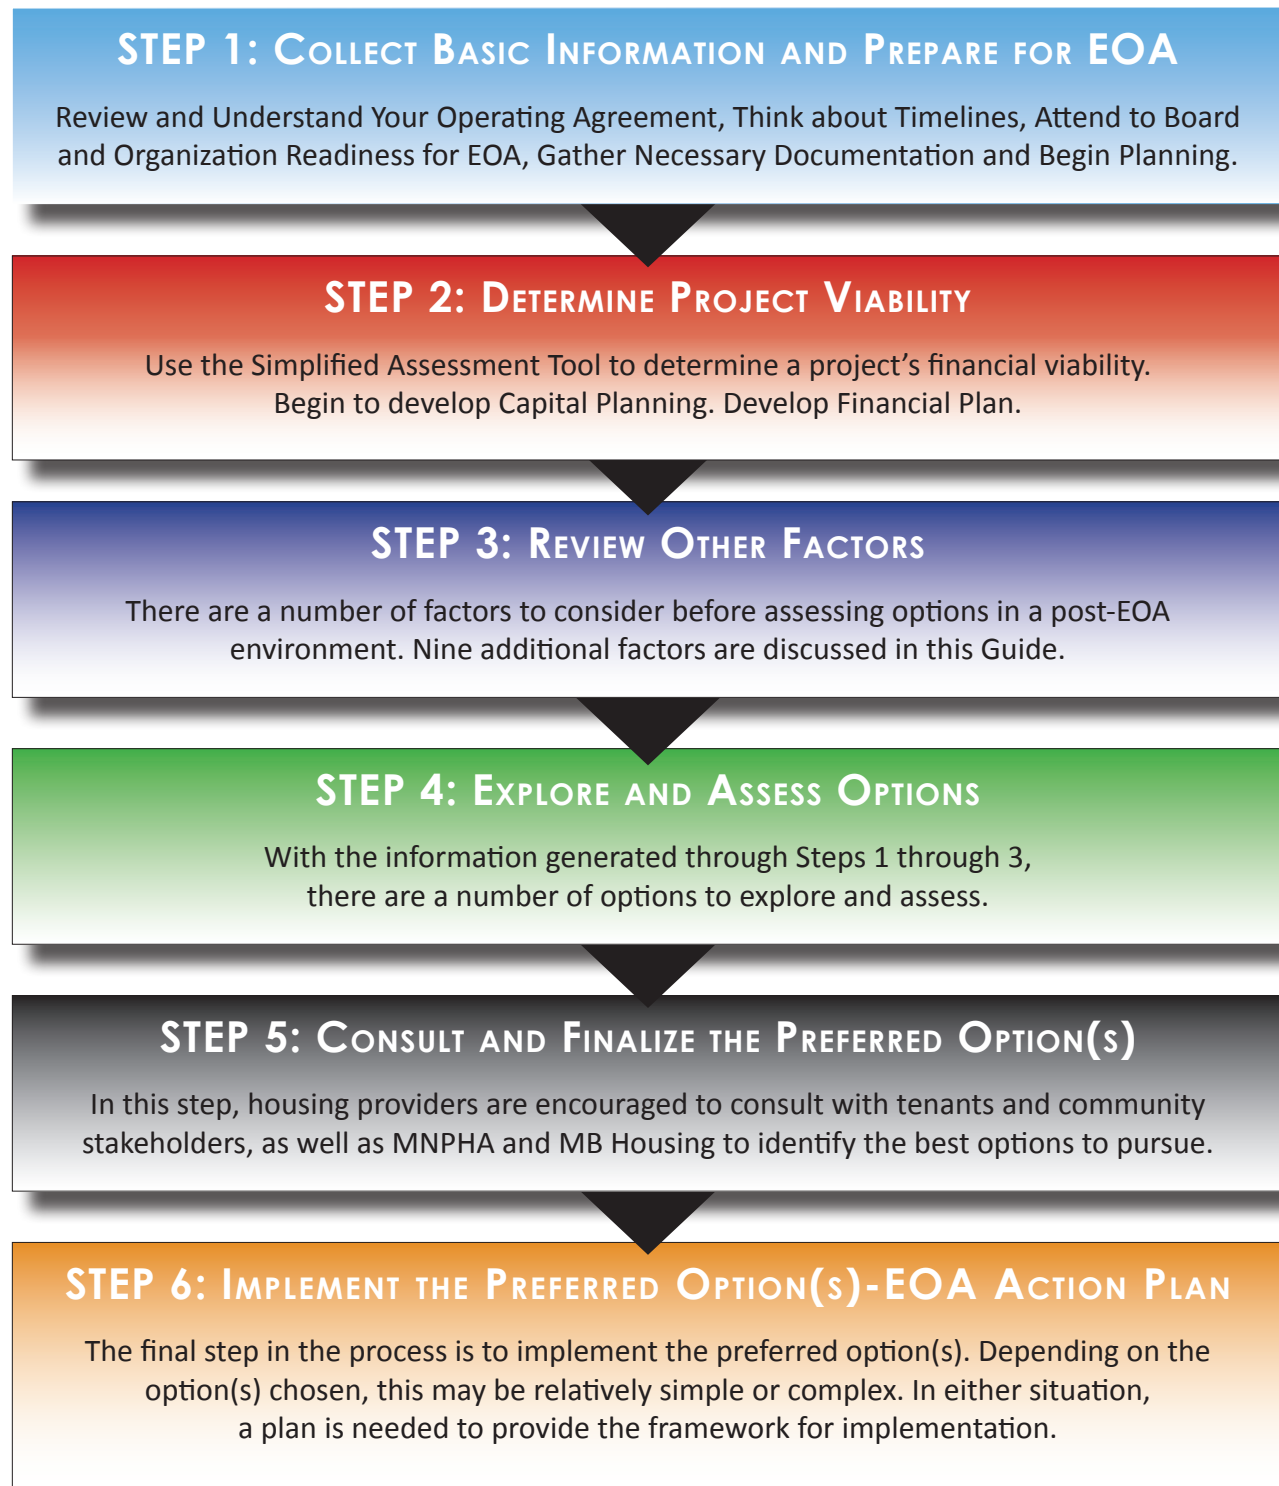 STEP 1: Collect Basic Information and Prepare for EOA
Review and Understand Your Operating Agreement, Think about Timelines, Attend to Board
and Organization Readiness for EOA, Gather Necessary Documentation and Begin Planning.
STEP 2: Determine Project Viability
Use the Simplified Assessment Tool to determine a project’s financial viability.
Begin to develop Capital Planning. Develop Financial Plan.
STEP 3: Review Other Factors
There are a number of factors to consider before assessing options in a post-EOA
environment. Nine additional factors are discussed in this Guide.
STEP 4: Explore and Assess Options
With the information generated through Steps 1 through 3,
there are a number of options to explore and assess.
STEP 5: Consult and Finalize the Preferred Option(s)
In this step, housing providers are encouraged to consult with tenants and community
stakeholders, as well as MNPHA and MB Housing to identify the best options to pursue.
STEP 6: Implement the Preferred Option(s)-EOA Action Plan
The final step in the process is to implement the preferred option(s). Depending on the
option(s) chosen, this may be relatively simple or complex. In either situation,
a plan is needed to provide the framework for implementation.